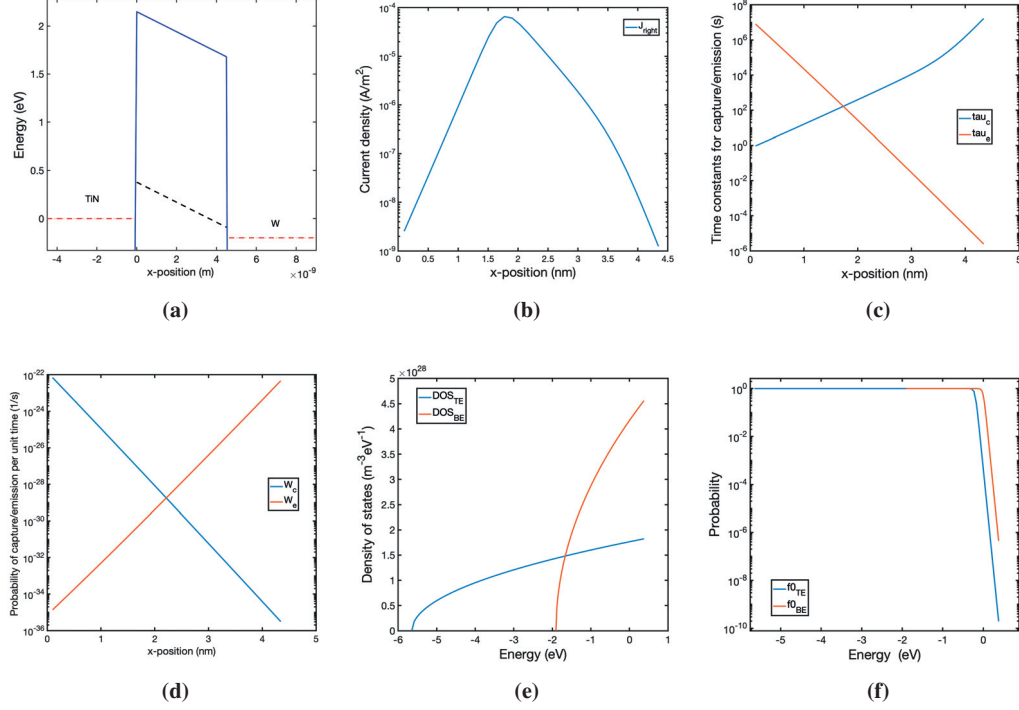 2
1.5
1
0.5
0
Energy (eV)
TiN
W
-4 -2 0 2 4 6 8
x-position (m)
×10⁻⁹
(a)
10⁻⁴
10⁻⁵
10⁻⁶
10⁻⁷
10⁻⁸
10⁻⁹
Current density (A/m²)
J_right
0 0.5 1 1.5 2 2.5 3 3.5 4 4.5
x-position (nm)
(b)
10⁸
10⁶
10⁴
10²
10⁰
10⁻²
10⁻⁴
10⁻⁶
Time constants for capture/emission (s)
tau_c
tau_e
0 1 2 3 4 5
x-position (nm)
(c)
10⁻²²
10⁻²⁴
10⁻²⁶
10⁻²⁸
10⁻³⁰
10⁻³²
10⁻³⁴
10⁻³⁶
Probability of capture/emission per unit time (1/s)
W_c
W_e
0 1 2 3 4 5
x-position (nm)
(d)
×10²⁸
5
4.5
4
3.5
3
2.5
2
1.5
1
0.5
0
Density of states (m⁻³eV⁻¹)
DOS_TE
DOS_BE
-6 -5 -4 -3 -2 -1 0 1
Energy (eV)
(e)
10⁰
10⁻²
10⁻⁴
10⁻⁶
10⁻⁸
10⁻¹⁰
Probability
f0_TE
f0_BE
-5 -4 -3 -2 -1 0
Energy (eV)
(f)